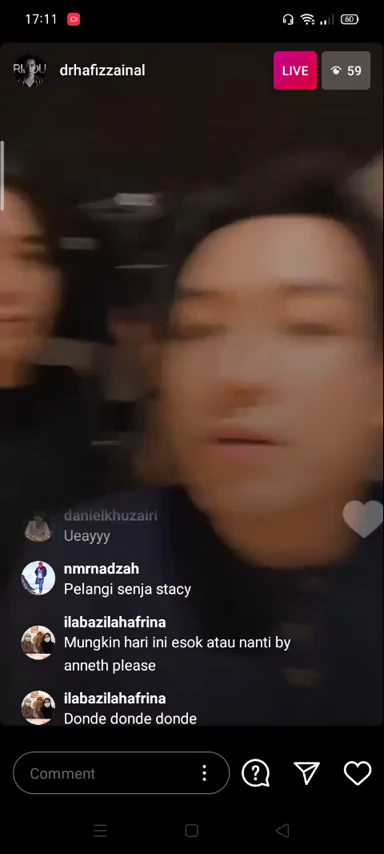 17:11
60
drhafizzainal
LIVE
59
danielkhuzairi
Ueayyy
nmrnadzah
Pelangi senja stacy
ilabazilahafrina
Mungkin hari ini esok atau nanti by
anneth please
ilabazilahafrina
Donde donde donde
Comment